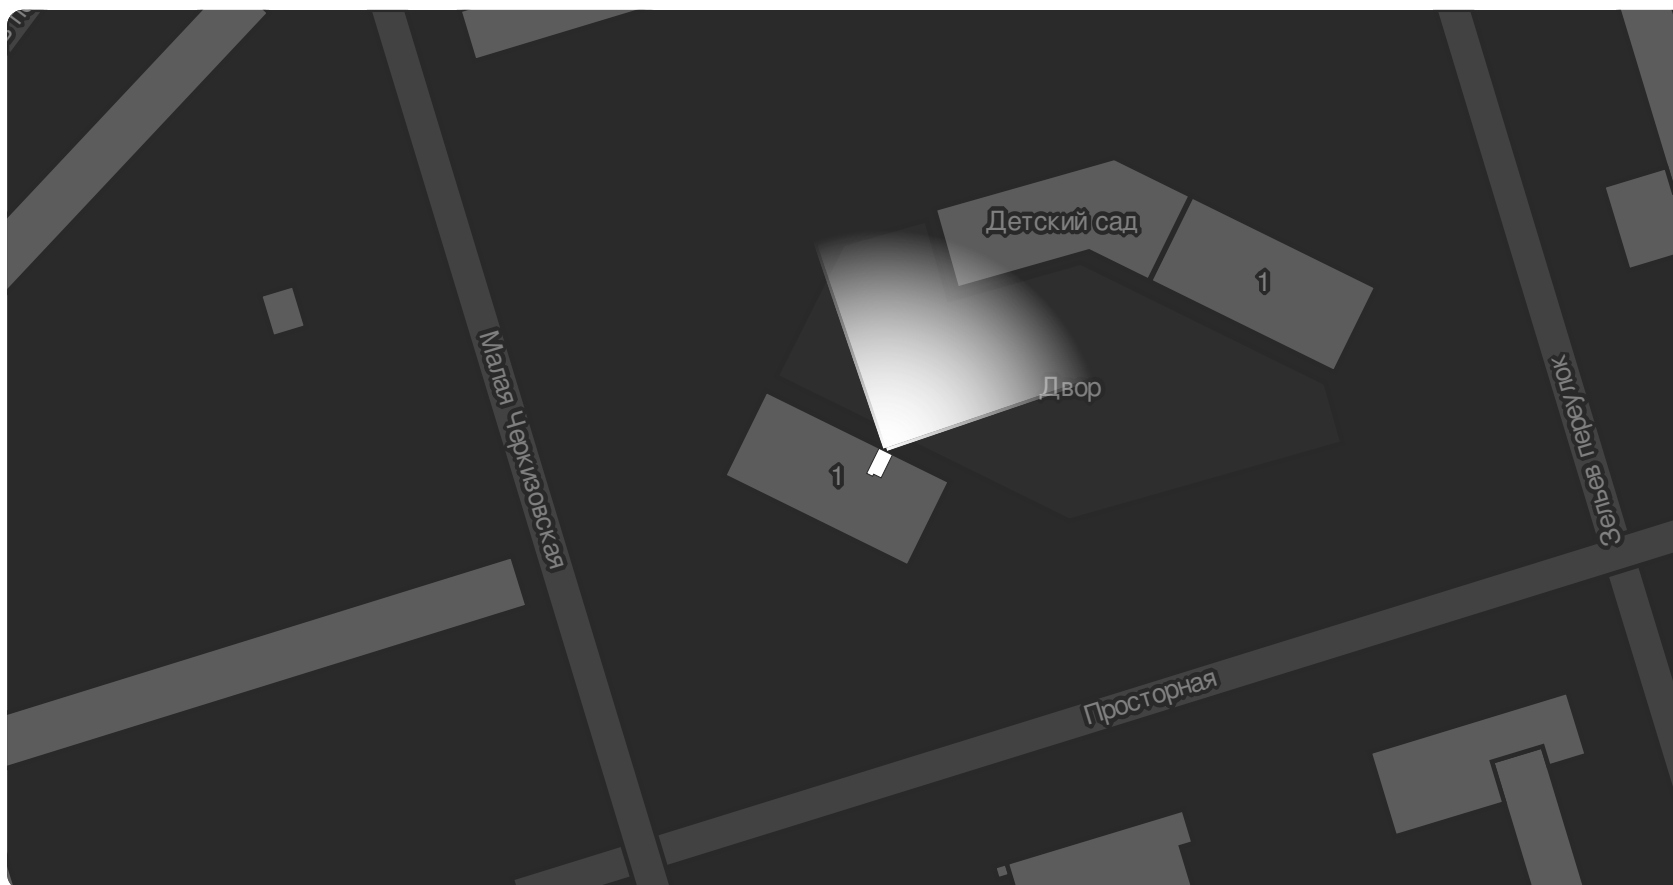 Детский сад
1
Двор
1
Малая Черкизовская
Зельев переулок
Просторная